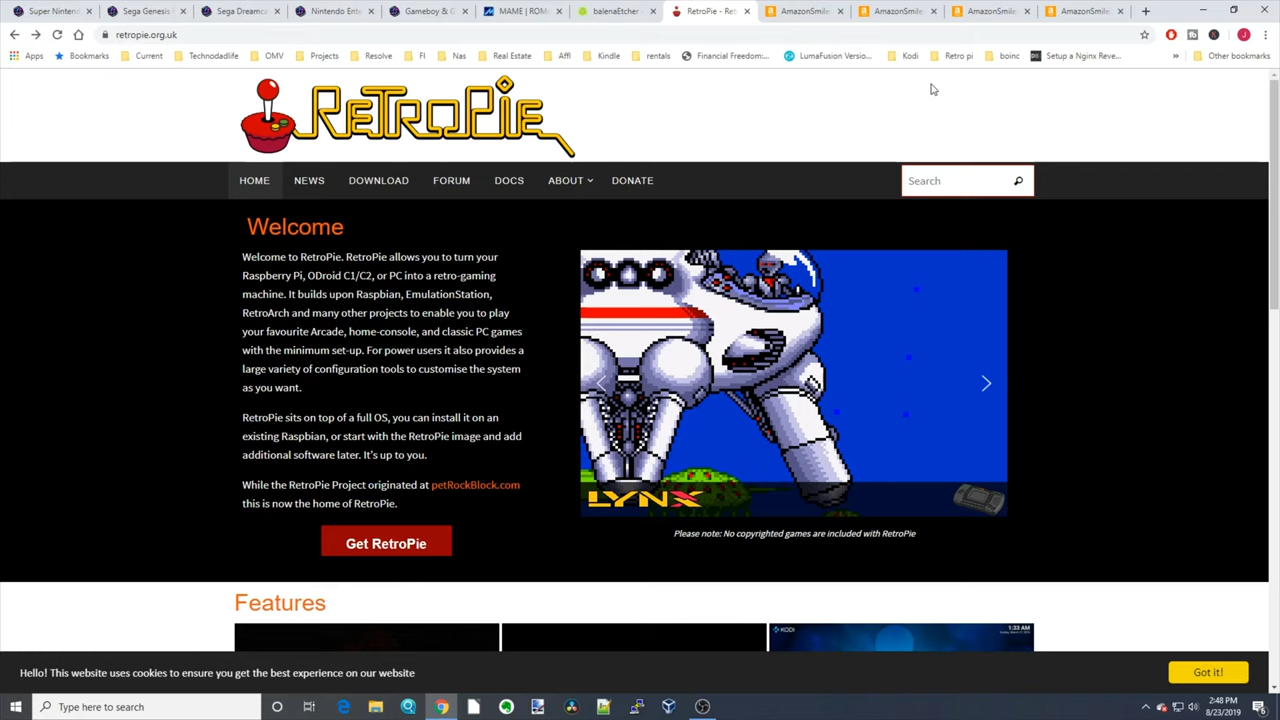 Super Nintend
Sega Genesis F
Sega Dreamca
Nintendo Ente
Gameboy & G
MAME | ROM
balenaEtcher
RetroPie - Ret
AmazonSmile
AmazonSmile
AmazonSmile
AmazonSmile
retropie.org.uk
Apps
Bookmarks
Current
Technodadlife
OMV
Projects
Resolve
FI
Nas
Real Estate
Affl
Kindle
rentals
Financial Freedom:...
LumaFusion Versio...
Kodi
Retro pi
boinc
Setup a Nginx Reve...
Other bookmarks
RETROPIE
HOME
NEWS
DOWNLOAD
FORUM
DOCS
ABOUT
DONATE
Search
Welcome
Welcome to RetroPie. RetroPie allows you to turn your
Raspberry Pi, ODroid C1/C2, or PC into a retro-gaming
machine. It builds upon Raspbian, EmulationStation,
RetroArch and many other projects to enable you to play
your favourite Arcade, home-console, and classic PC games
with the minimum set-up. For power users it also provides a
large variety of configuration tools to customise the system
as you want.
RetroPie sits on top of a full OS, you can install it on an
existing Raspbian, or start with the RetroPie image and add
additional software later. It's up to you.
While the RetroPie Project originated at petRockBlock.com
this is now the home of RetroPie.
Get RetroPie
LYNX
Please note: No copyrighted games are included with RetroPie
Features
KODI
1:33 AM
Hello! This website uses cookies to ensure you get the best experience on our website
Got it!
Type here to search
2:48 PM
8/23/2019